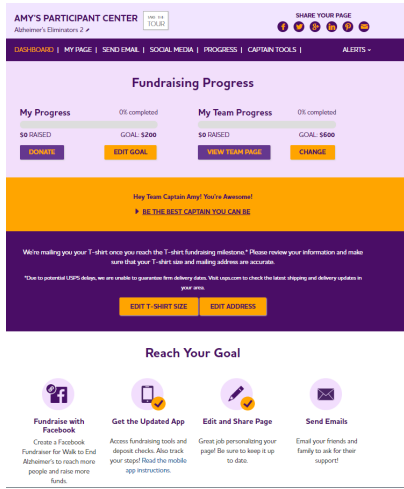 AMY'S PARTICIPANT CENTER
Alzheimer's Eliminators 2
TAKE THE
TOUR
SHARE YOUR PAGE
DASHBOARD | MY PAGE | SEND EMAIL | SOCIAL MEDIA | PROGRESS | CAPTAIN TOOLS | ALERTS
Fundraising Progress
My Progress 0% completed
$0 RAISED GOAL: $200
DONATE EDIT GOAL
My Team Progress 0% completed
$0 RAISED GOAL: $600
VIEW TEAM PAGE CHANGE
Hey Team Captain Amy! You're Awesome!
BE THE BEST CAPTAIN YOU CAN BE
We're mailing you your T-shirt once you reach the T-shirt fundraising milestone.* Please review your information and make
sure that your T-shirt size and mailing address are accurate.
*Due to potential USPS delays, we are unable to guarantee firm delivery dates. Visit usps.com to check the latest shipping and delivery updates in
your area.
EDIT T-SHIRT SIZE EDIT ADDRESS
Reach Your Goal
Fundraise with
Facebook
Create a Facebook
Fundraiser for Walk to End
Alzheimer's to reach more
people and raise more
funds.
Get the Updated App
Access fundraising tools and
deposit checks. Also track
your steps! Read the mobile
app instructions.
Edit and Share Page
Great job personalizing your
page! Be sure to keep it up
to date.
Send Emails
Email your friends and
family to ask for their
support!